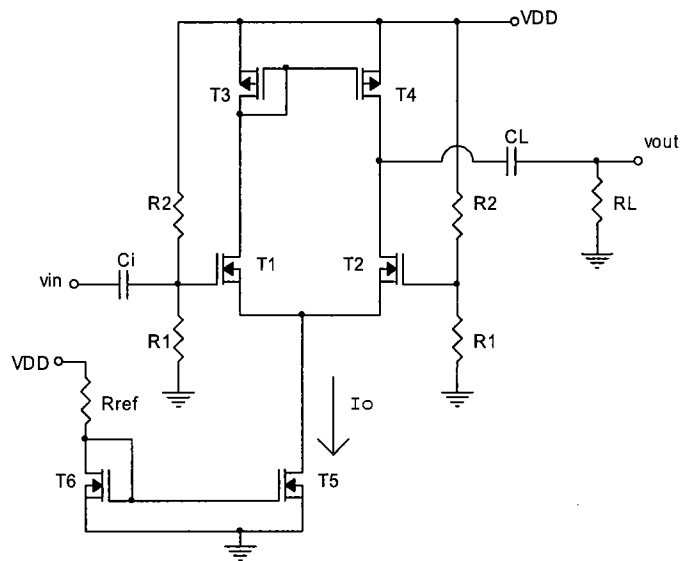 VDD
T3
T4
CL
vout
R2
R2
RL
Ci
T1
T2
vin
R1
R1
VDD
Rref
Io
T6
T5